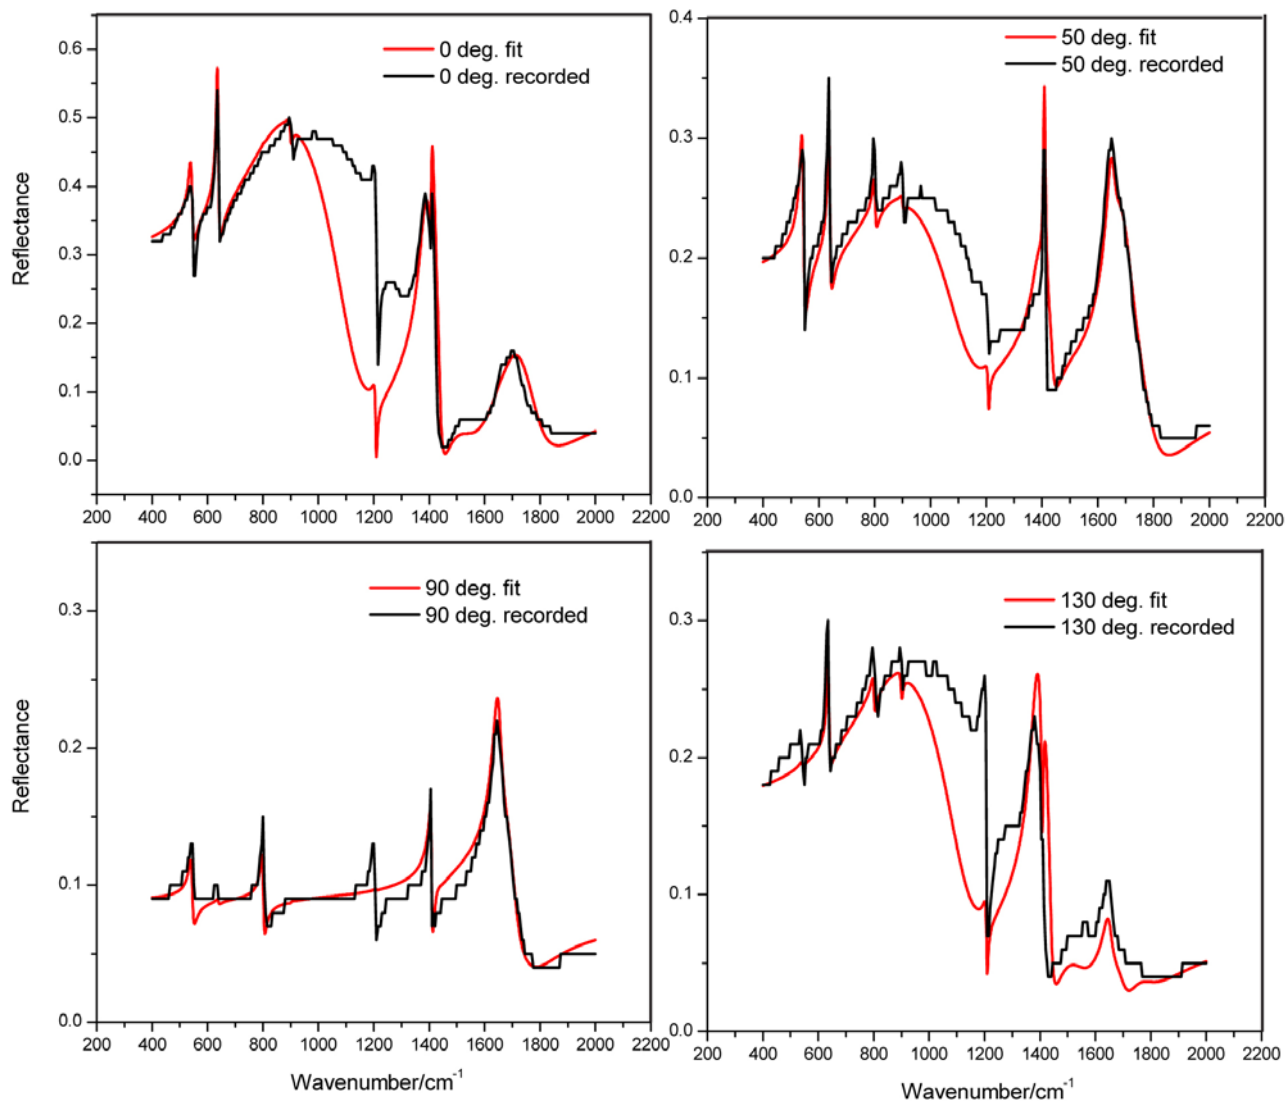 0 deg. fit
0 deg. recorded
0.6
0.5
0.4
0.3
0.2
0.1
0.0
Reflectance
200 400 600 800 1000 1200 1400 1600 1800 2000 2200
50 deg. fit
50 deg. recorded
0.4
0.3
0.2
0.1
0.0
200 400 600 800 1000 1200 1400 1600 1800 2000 2200
90 deg. fit
90 deg. recorded
0.3
0.2
0.1
0.0
Reflectance
200 400 600 800 1000 1200 1400 1600 1800 2000 2200
Wavenumber/cm⁻¹
130 deg. fit
130 deg. recorded
0.3
0.2
0.1
0.0
200 400 600 800 1000 1200 1400 1600 1800 2000 2200
Wavenumber/cm⁻¹